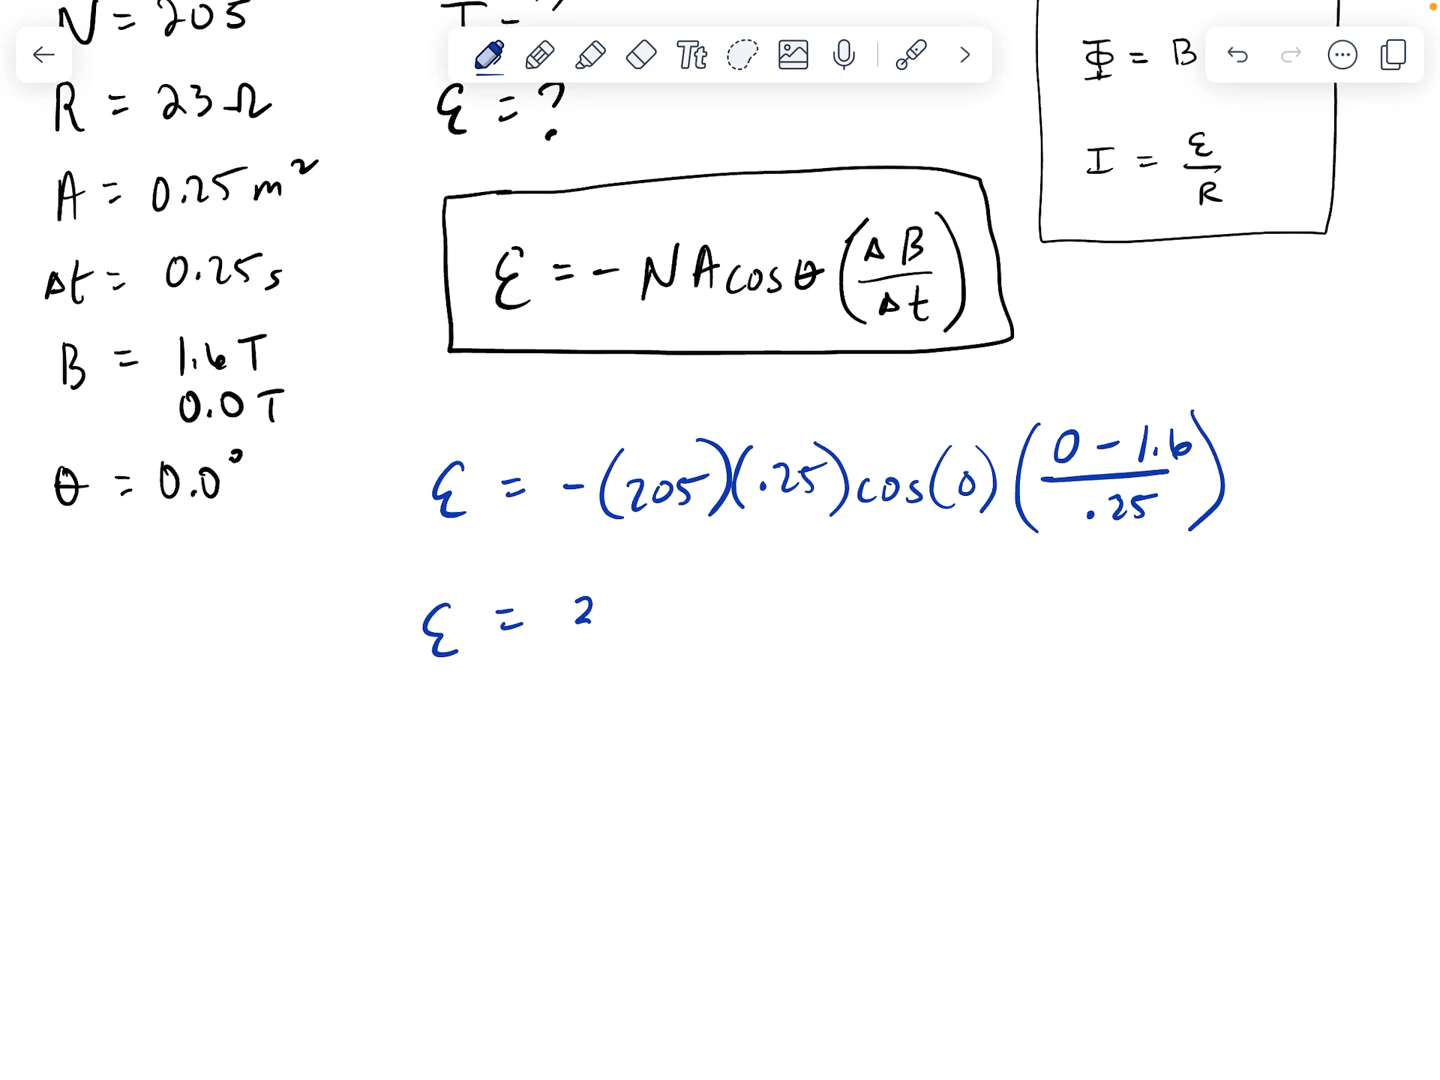 N = 205
R = 23 Ω
A = 0.25 m²
Δt = 0.25 s
B = 1.6 T
0.0 T
θ = 0.0°
I = ?
Tt
ε = ?
ε = - N A cos θ (ΔB/Δt)
ε = -(205)(.25) cos(0) ((0 - 1.6)/.25)
ε = 2
Φ = B
I = ε/R